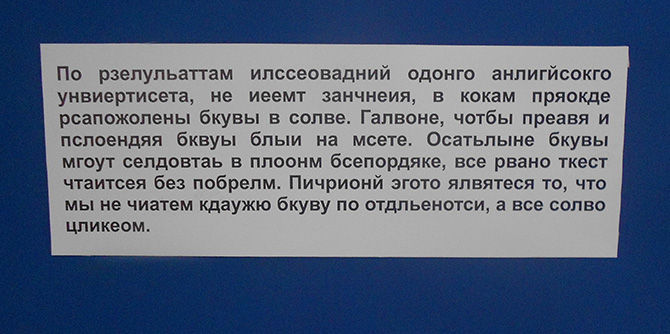 По рзелульаттам илссеовадний одонго анлигйсокго
унвиертисета, не иеемт занчнеия, в кокам пряокде
рсапожолены бкувы в солве. Галвоне, чотбы преавя и
пслоендяя бквуы блыи на мсете. Осатьлыне бкувы
мгоут селдовтаь в плоонм бсепордяке, все рвано ткест
чтаитсея без побрелм. Пичрионй эгото ялвятеся то, что
мы не чиатем кдаужю бкуву по отдльенотси, а все солво
цликеом.